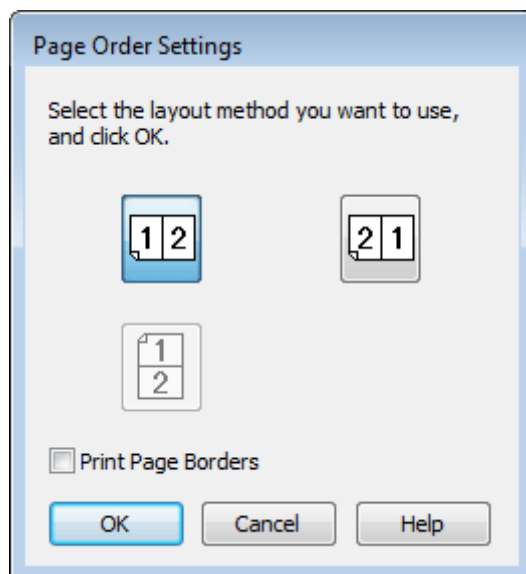 Page Order Settings
Select the layout method you want to use,
and click OK.
1 2
2 1
1
2
Print Page Borders
OK Cancel Help